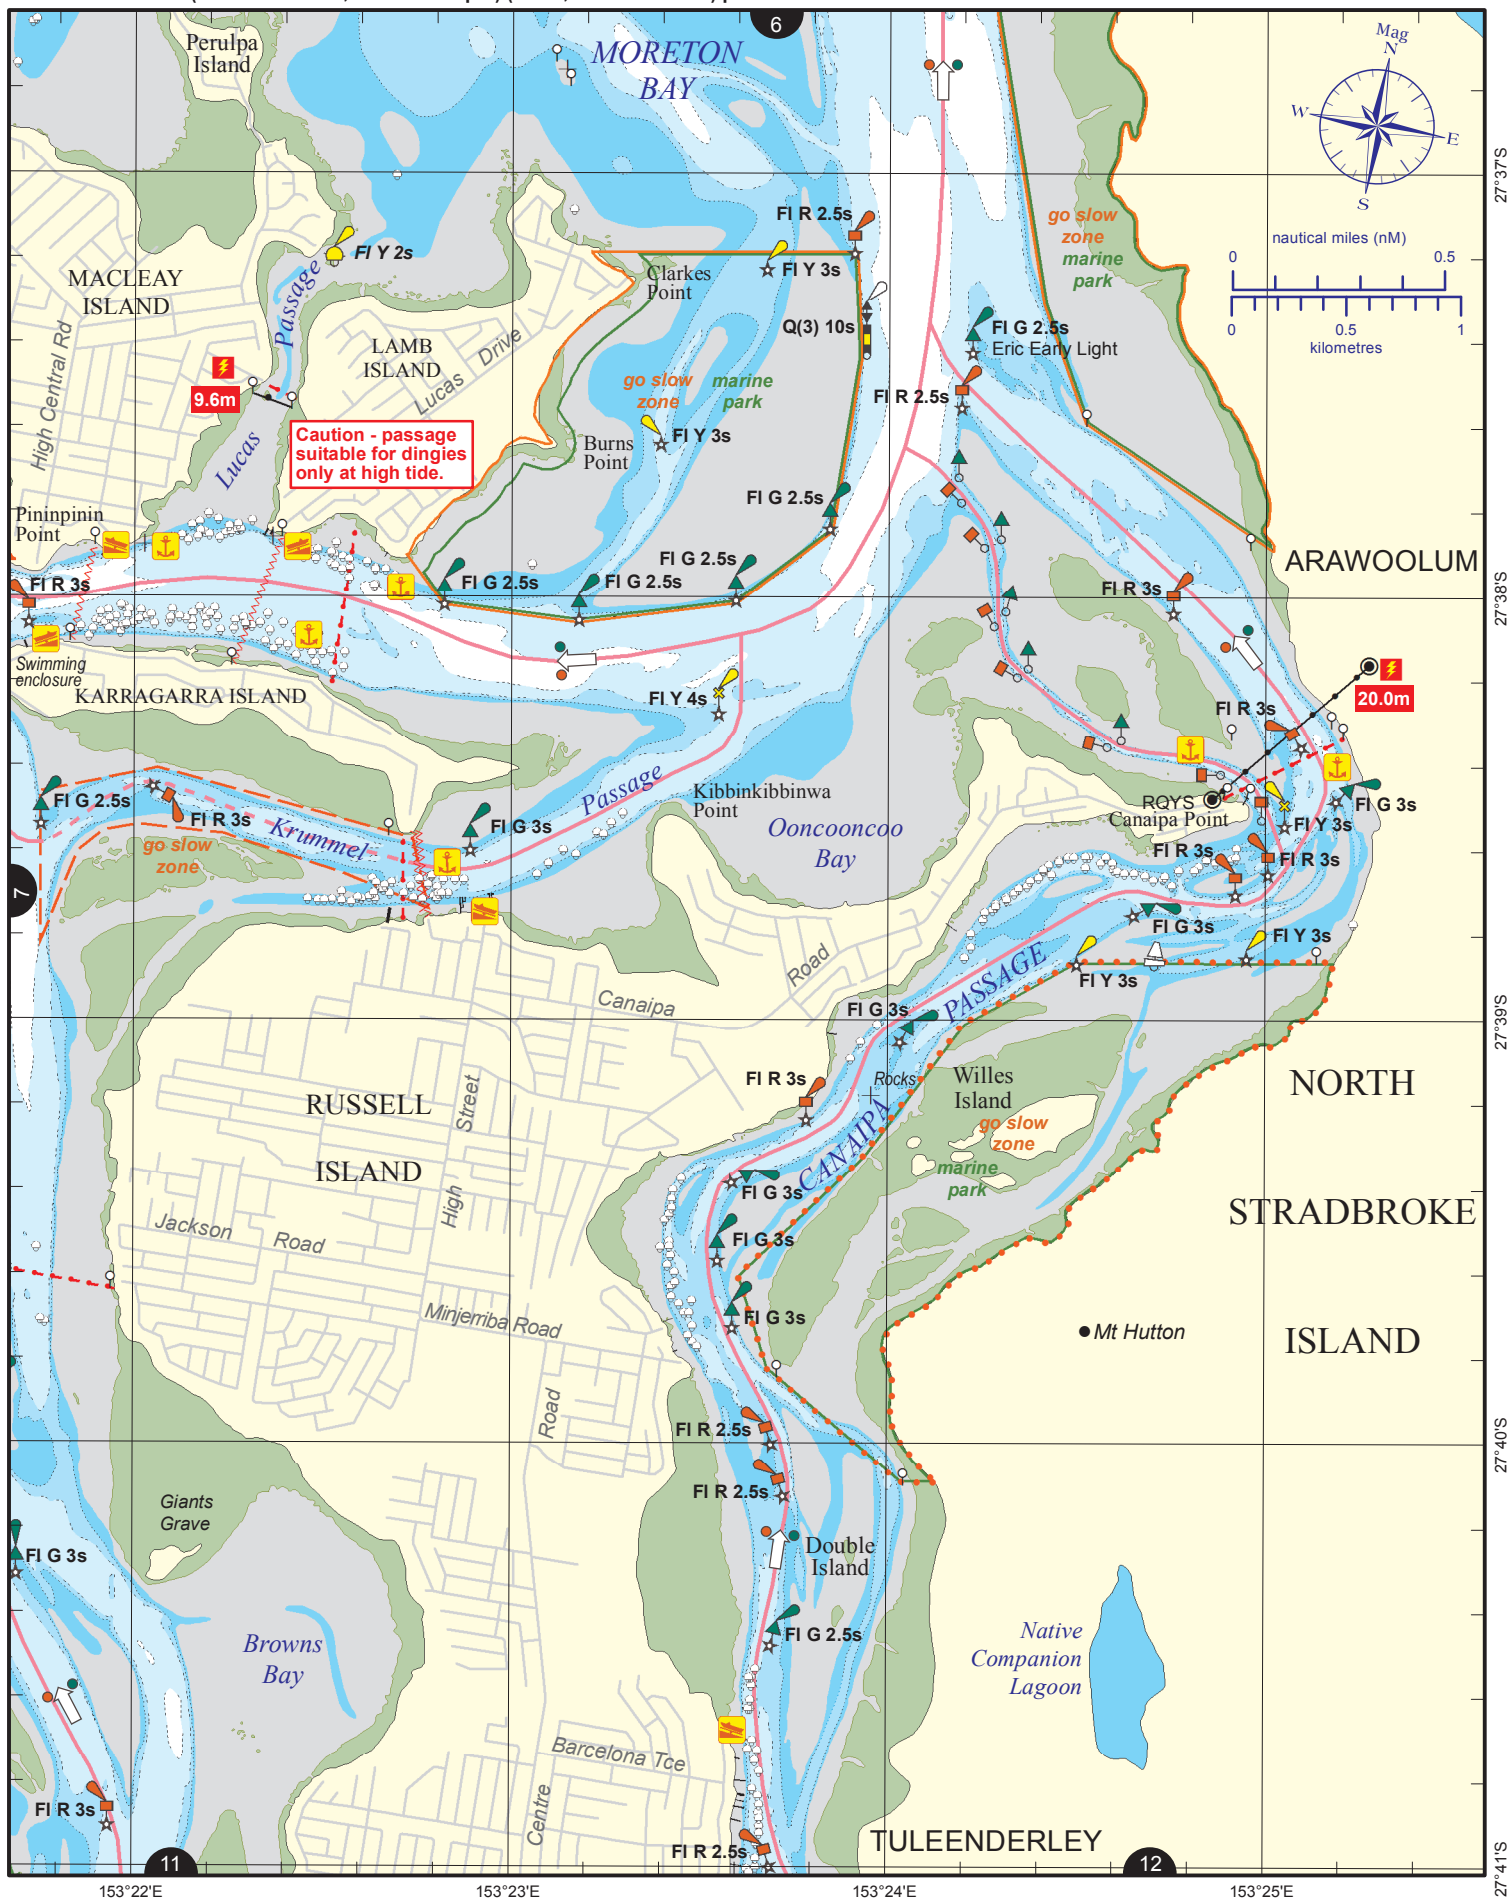 6
Perulpa
Island
MORETON
BAY
Mag
N
W
E
S
27°37'S
nautical miles (nM)
0
0.5
0
0.5
1
kilometres
Fl R 2.5s
go slow
zone
marine
park
Fl Y 2s
Fl Y 3s
Clarkes
Point
MACLEAY
ISLAND
Passage
Q(3) 10s
Fl G 2.5s
Eric Early Light
High Central Rd
LAMB
ISLAND
Lucas
Drive
9.6m
go slow
zone
marine
park
Fl R 2.5s
Caution - passage
suitable for dingies
only at high tide.
Lucas
Burns
Point
Fl Y 3s
Fl G 2.5s
Pininpinin
Point
ARAWOOLUM
Fl R 3s
Fl G 2.5s
Fl G 2.5s
Fl G 2.5s
Fl R 3s
27°38'S
Swimming
enclosure
KARRAGARRA ISLAND
Fl Y 4s
20.0m
Fl R 3s
Passage
Kibbinkibbinwa
Point
Fl G 2.5s
Fl R 3s
Krummel
Fl G 3s
go slow
zone
Ooncooncoo
Bay
RQYS
Canaipa Point
Fl G 3s
Fl Y 3s
Fl R 3s
Fl R 3s
7
Fl G 3s
Fl Y 3s
Fl Y 3s
Road
Canaipa
PASSAGE
Fl G 3s
27°39'S
Fl R 3s
Rocks
Willes
Island
NORTH
RUSSELL
ISLAND
High
Street
CANAIPA
go slow
zone
marine
park
Fl G 3s
STRADBROKE
Jackson
Road
Fl G 3s
Minjerriba Road
Fl G 3s
Mt Hutton
ISLAND
Road
Fl R 2.5s
27°40'S
Fl R 2.5s
Giants
Grave
Fl G 3s
Double
Island
Browns
Bay
Fl G 2.5s
Native
Companion
Lagoon
Barcelona Tce
Centre
Fl R 3s
Fl R 2.5s
TULEENDERLEY
11
12
27°41'S
153°22'E
153°23'E
153°24'E
153°25'E